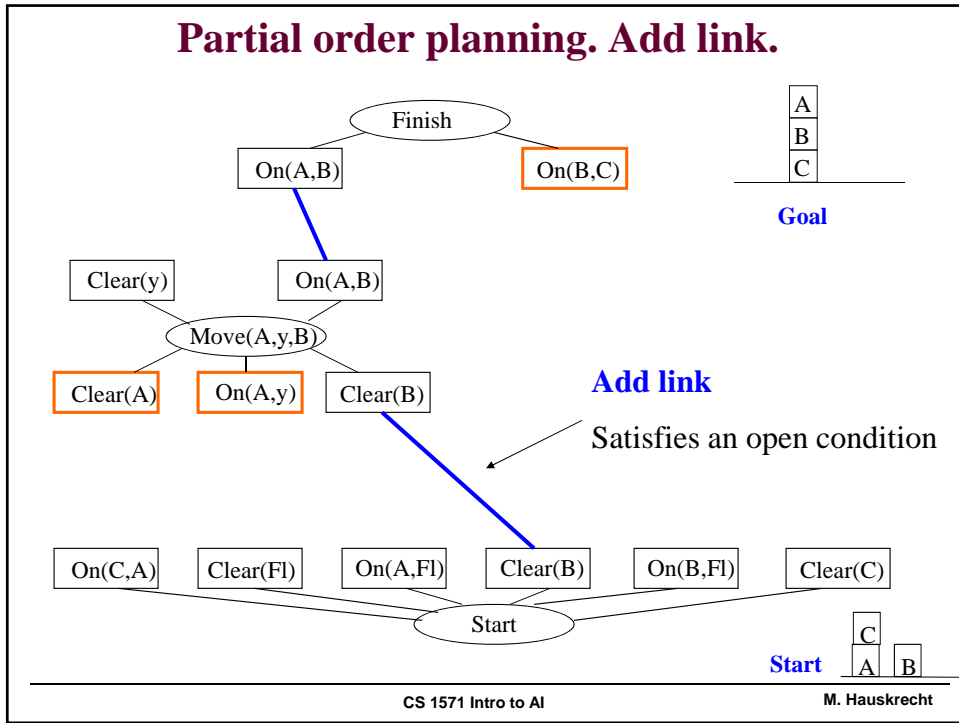 Partial order planning. Add link.
Finish
On(A,B)
On(B,C)
A
B
C
Goal
Clear(y)
On(A,B)
Move(A,y,B)
Clear(A)
On(A,y)
Clear(B)
Add link
Satisfies an open condition
On(C,A)
Clear(Fl)
On(A,Fl)
Clear(B)
On(B,Fl)
Clear(C)
Start
C
Start
A
B
CS 1571 Intro to AI
M. Hauskrecht